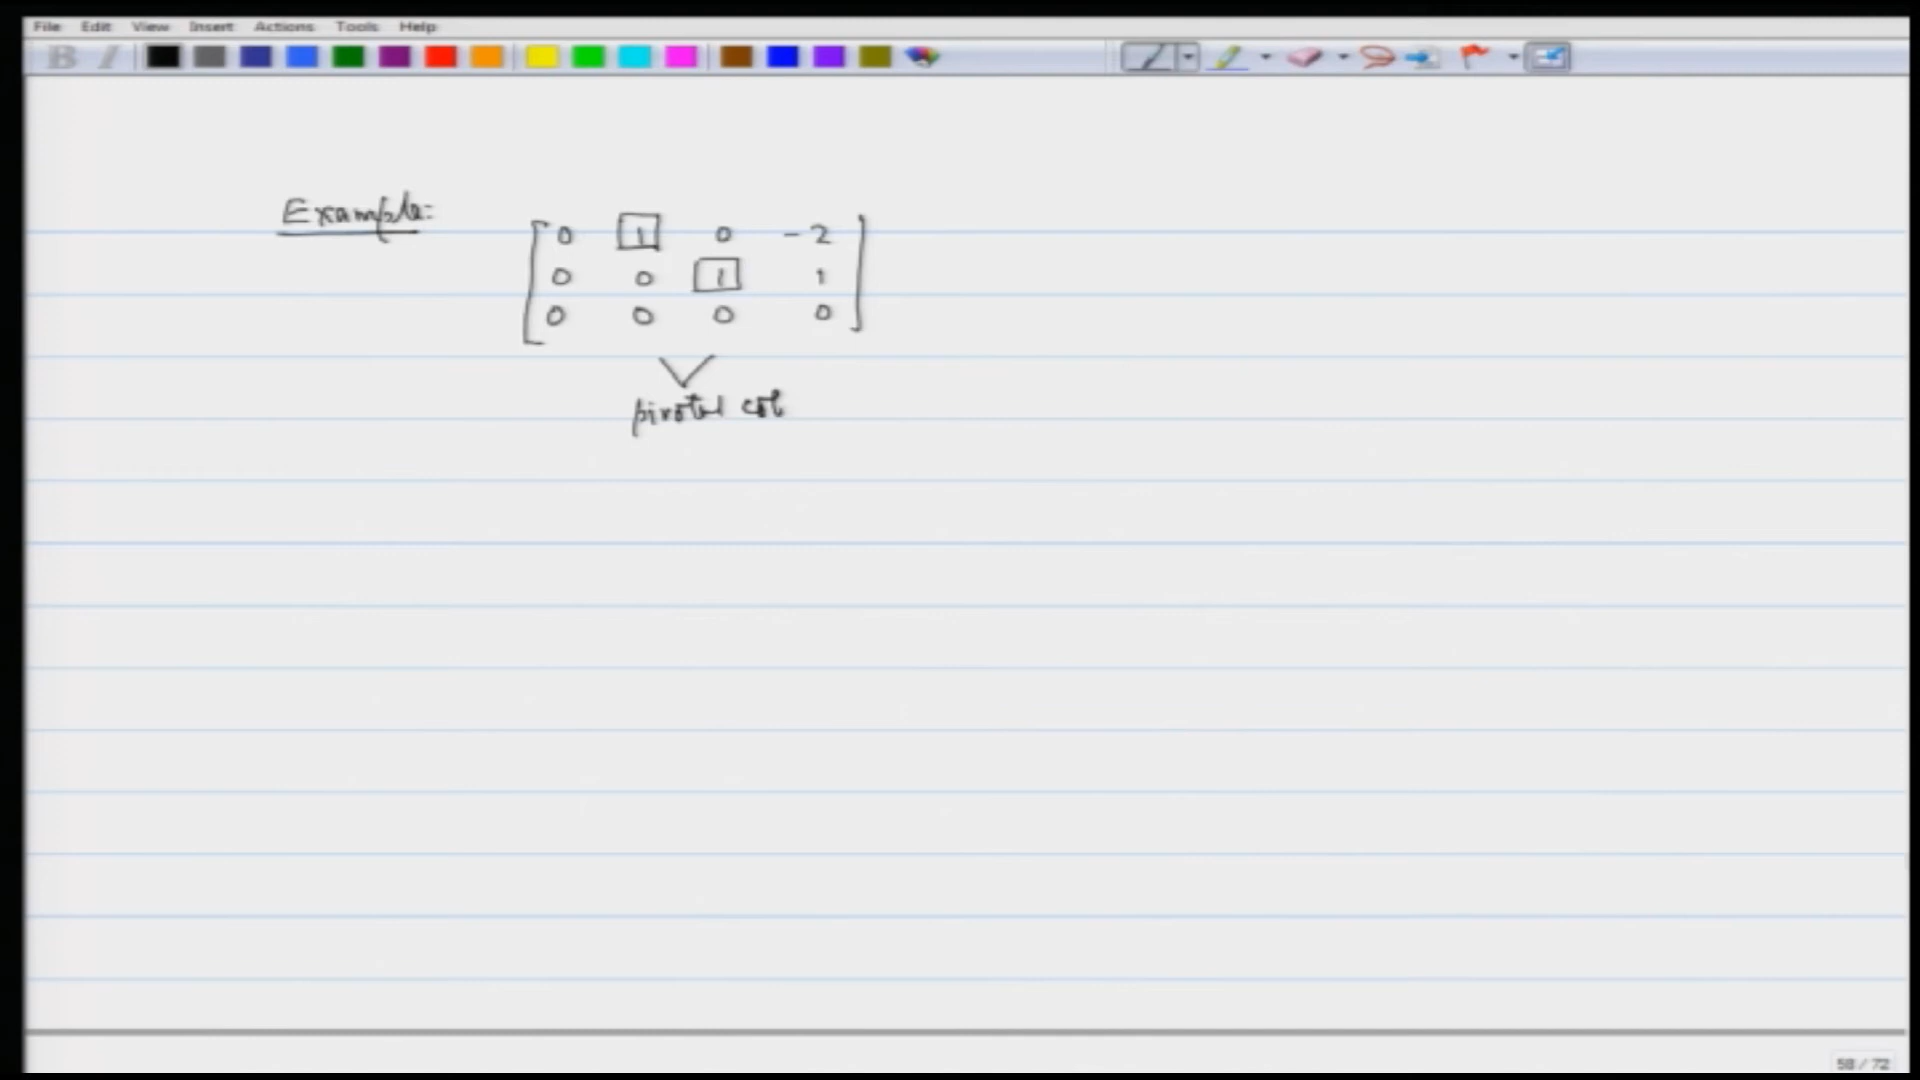 File Edit View Insert Actions Tools Help
B I
Example:
0 1 0 -2
0 0 1 1
0 0 0 0
pivotal col
58 / 72